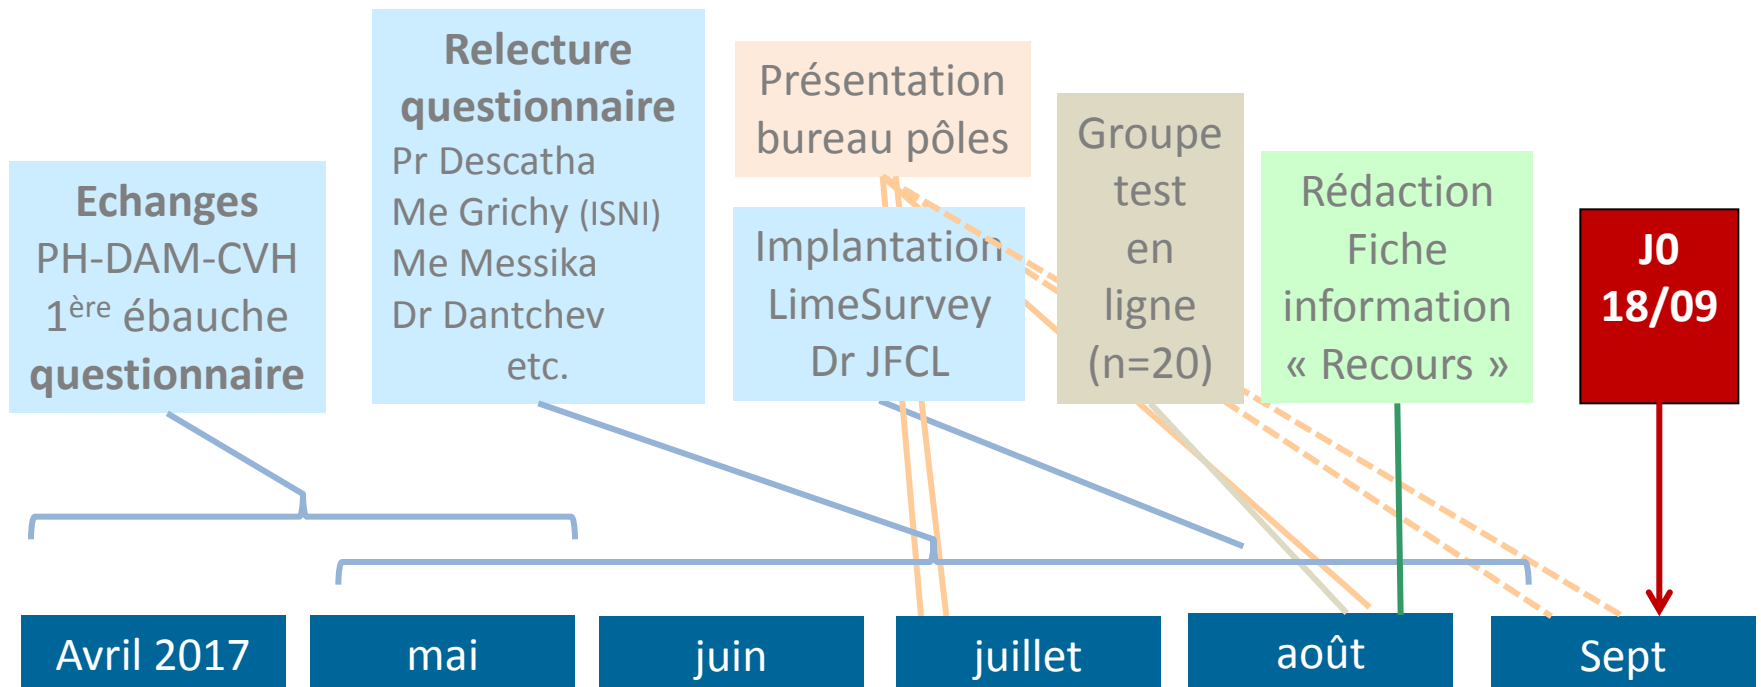 Echanges
PH-DAM-CVH
1ère ébauche
questionnaire
Relecture
questionnaire
Pr Descatha
Me Grichy (ISNI)
Me Messika
Dr Dantchev
etc.
Présentation
bureau pôles
Implantation
LimeSurvey
Dr JFCL
Groupe
test
en
ligne
(n=20)
Rédaction
Fiche
information
« Recours »
J0
18/09
Avril 2017
mai
juin
juillet
août
Sept